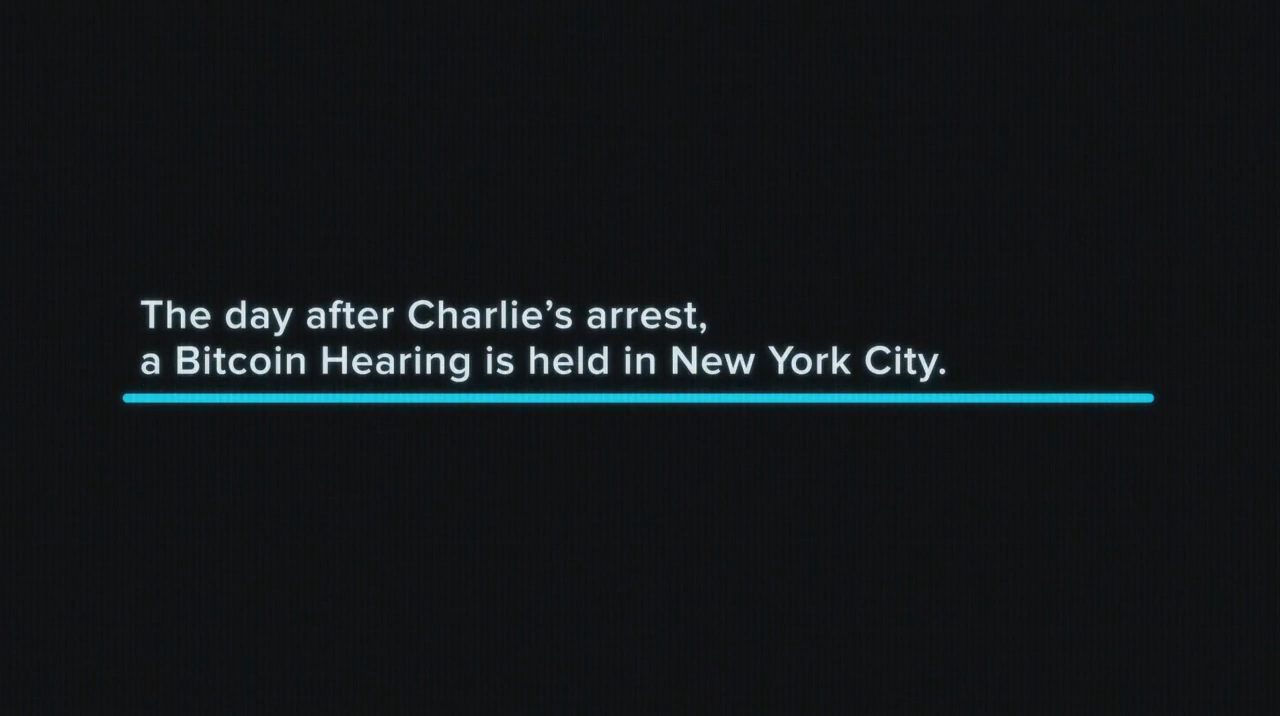 The day after Charlie’s arrest,
a Bitcoin Hearing is held in New York City.